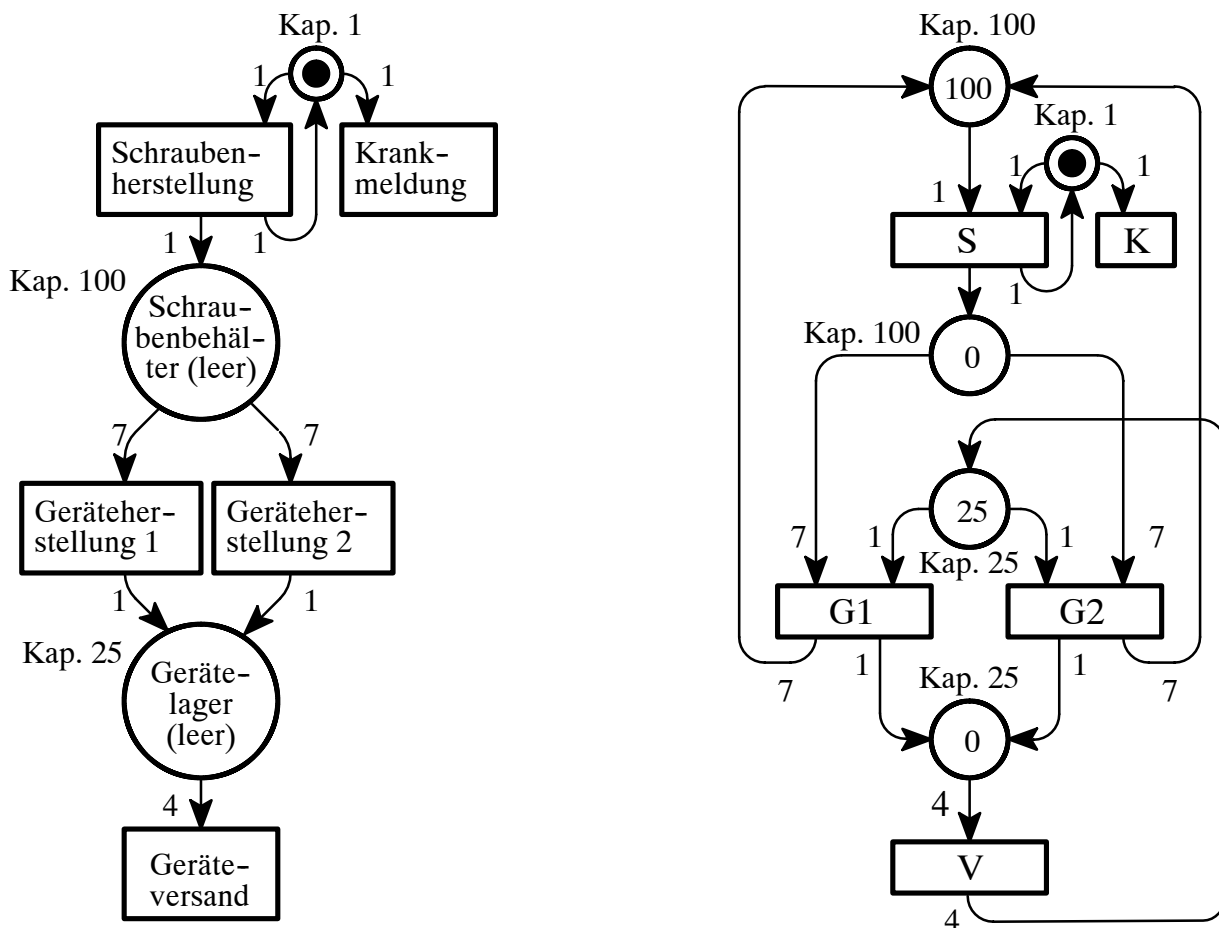 Kap. 1
1
1
Schrauben-
herstellung
Krank-
meldung
1
1
Kap. 100
Schrau-
benbehäl-
ter (leer)
7
7
Geräteher-
stellung 1
Geräteher-
stellung 2
1
1
Kap. 25
Geräte-
lager
(leer)
4
Geräte-
versand
Kap. 100
100
Kap. 1
1
1
1
S
K
1
Kap. 100
0
25
7
1
1
7
Kap. 25
G1
G2
7
1
1
7
Kap. 25
0
4
V
4